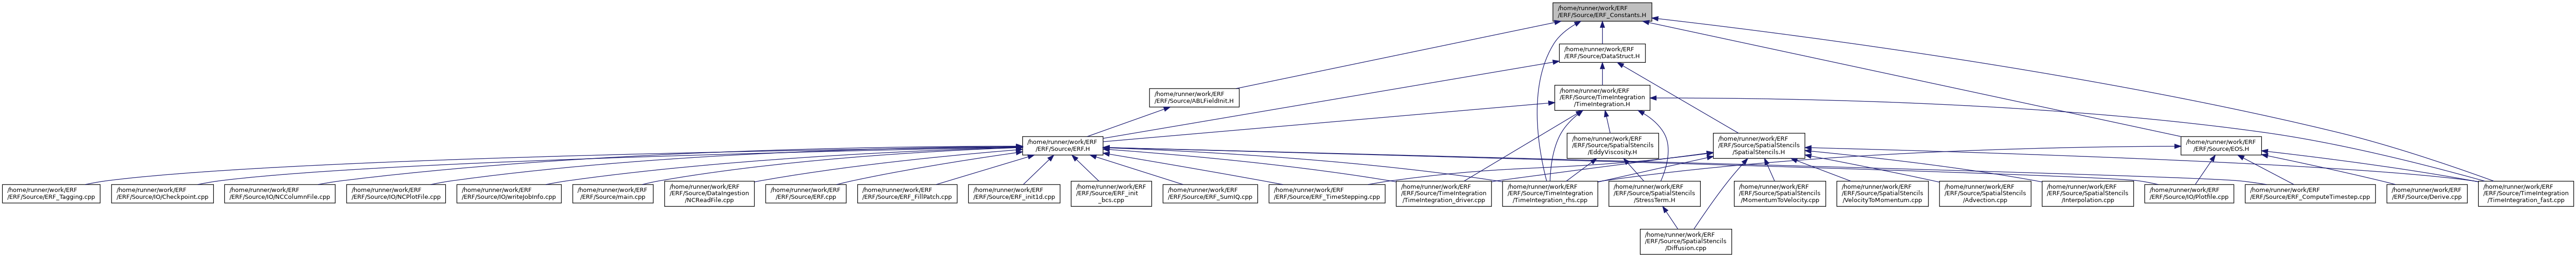 /home/runner/work/ERF
/ERF/Source/ERF_Constants.H
/home/runner/work/ERF
/ERF/Source/DataStruct.H
/home/runner/work/ERF
/ERF/Source/ABLFieldInit.H
/home/runner/work/ERF
/ERF/Source/TimeIntegration
/TimeIntegration.H
/home/runner/work/ERF
/ERF/Source/ERF.H
/home/runner/work/ERF
/ERF/Source/SpatialStencils
/EddyViscosity.H
/home/runner/work/ERF
/ERF/Source/SpatialStencils
/SpatialStencils.H
/home/runner/work/ERF
/ERF/Source/EOS.H
/home/runner/work/ERF
/ERF/Source/ERF_Tagging.cpp
/home/runner/work/ERF
/ERF/Source/IO/Checkpoint.cpp
/home/runner/work/ERF
/ERF/Source/IO/NCColumnFile.cpp
/home/runner/work/ERF
/ERF/Source/IO/NCPlotFile.cpp
/home/runner/work/ERF
/ERF/Source/IO/writeJobInfo.cpp
/home/runner/work/ERF
/ERF/Source/main.cpp
/home/runner/work/ERF
/ERF/Source/DataIngestion
/NCReadFile.cpp
/home/runner/work/ERF
/ERF/Source/ERF.cpp
/home/runner/work/ERF
/ERF/Source/ERF_FillPatch.cpp
/home/runner/work/ERF
/ERF/Source/ERF_init1d.cpp
/home/runner/work/ERF
/ERF/Source/ERF_init
_bcs.cpp
/home/runner/work/ERF
/ERF/Source/ERF_SumIQ.cpp
/home/runner/work/ERF
/ERF/Source/ERF_TimeStepping.cpp
/home/runner/work/ERF
/ERF/Source/TimeIntegration
/TimeIntegration_driver.cpp
/home/runner/work/ERF
/ERF/Source/TimeIntegration
/TimeIntegration_rhs.cpp
/home/runner/work/ERF
/ERF/Source/SpatialStencils
/StressTerm.H
/home/runner/work/ERF
/ERF/Source/SpatialStencils
/MomentumToVelocity.cpp
/home/runner/work/ERF
/ERF/Source/SpatialStencils
/VelocityToMomentum.cpp
/home/runner/work/ERF
/ERF/Source/SpatialStencils
/Advection.cpp
/home/runner/work/ERF
/ERF/Source/SpatialStencils
/Interpolation.cpp
/home/runner/work/ERF
/ERF/Source/IO/Plotfile.cpp
/home/runner/work/ERF
/ERF/Source/ERF_ComputeTimestep.cpp
/home/runner/work/ERF
/ERF/Source/Derive.cpp
/home/runner/work/ERF
/ERF/Source/TimeIntegration
/TimeIntegration_fast.cpp
/home/runner/work/ERF
/ERF/Source/SpatialStencils
/Diffusion.cpp